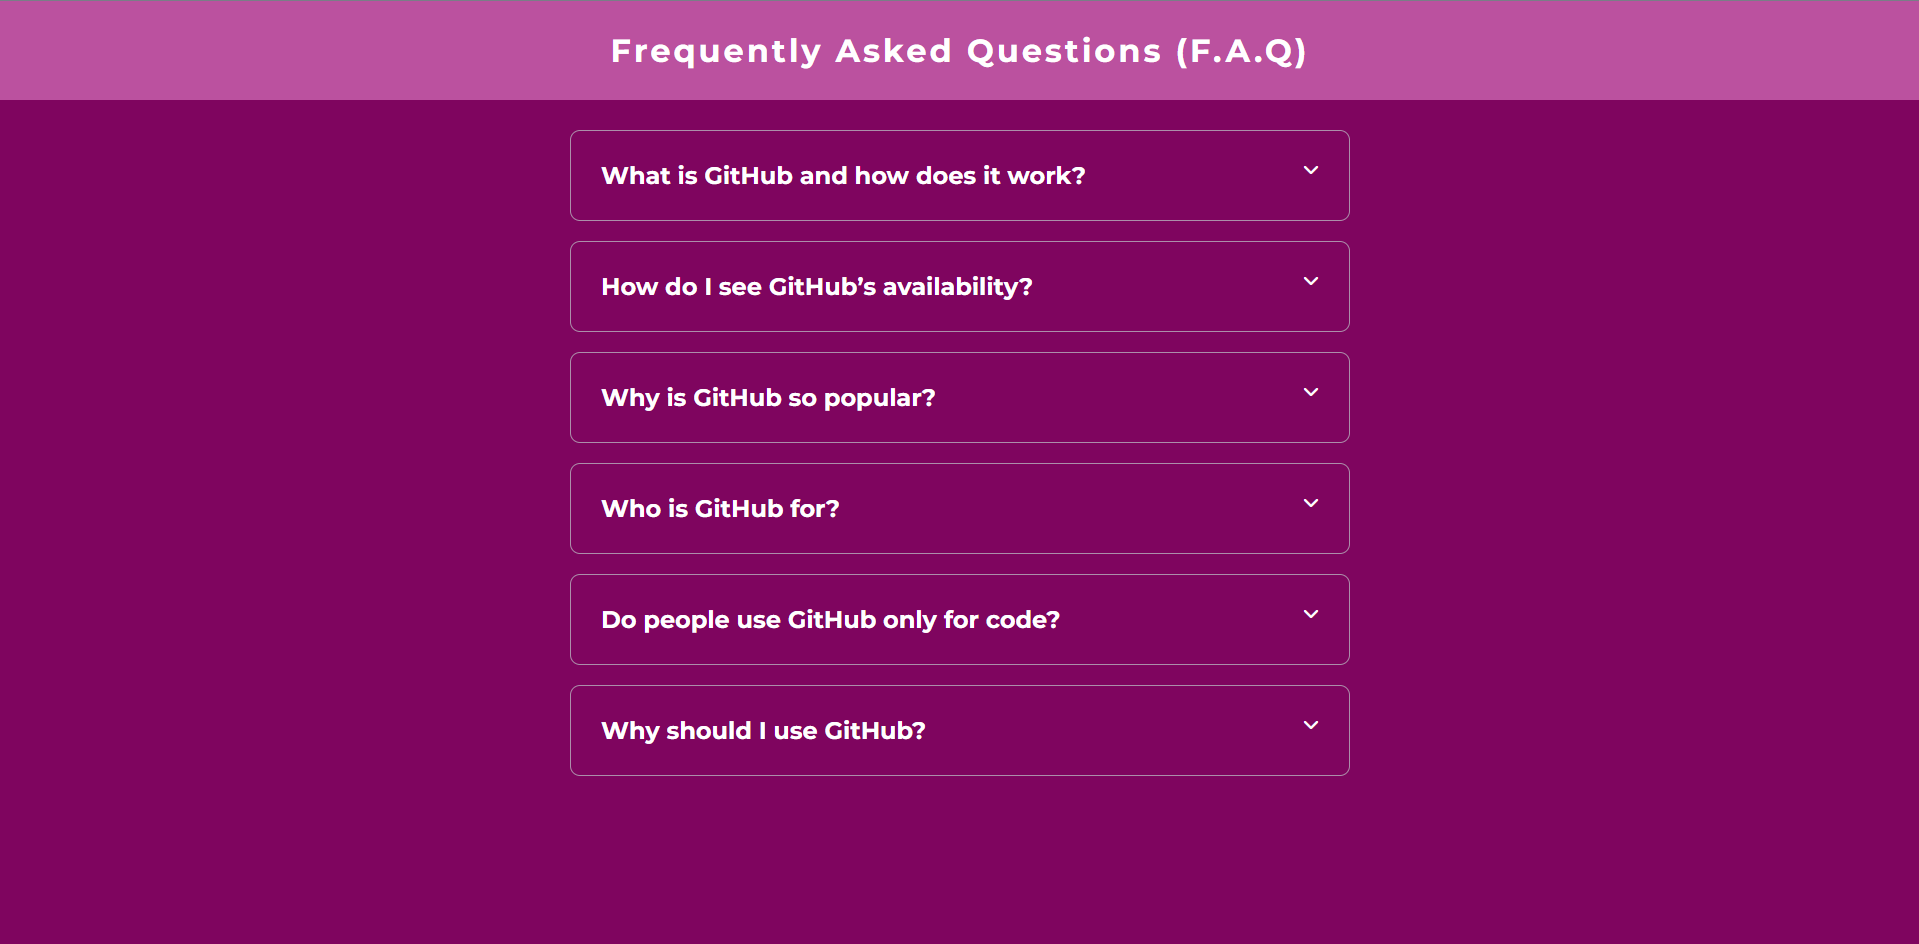 Frequently Asked Questions (F.A.Q)
What is GitHub and how does it work?
How do I see GitHub’s availability?
Why is GitHub so popular?
Who is GitHub for?
Do people use GitHub only for code?
Why should I use GitHub?